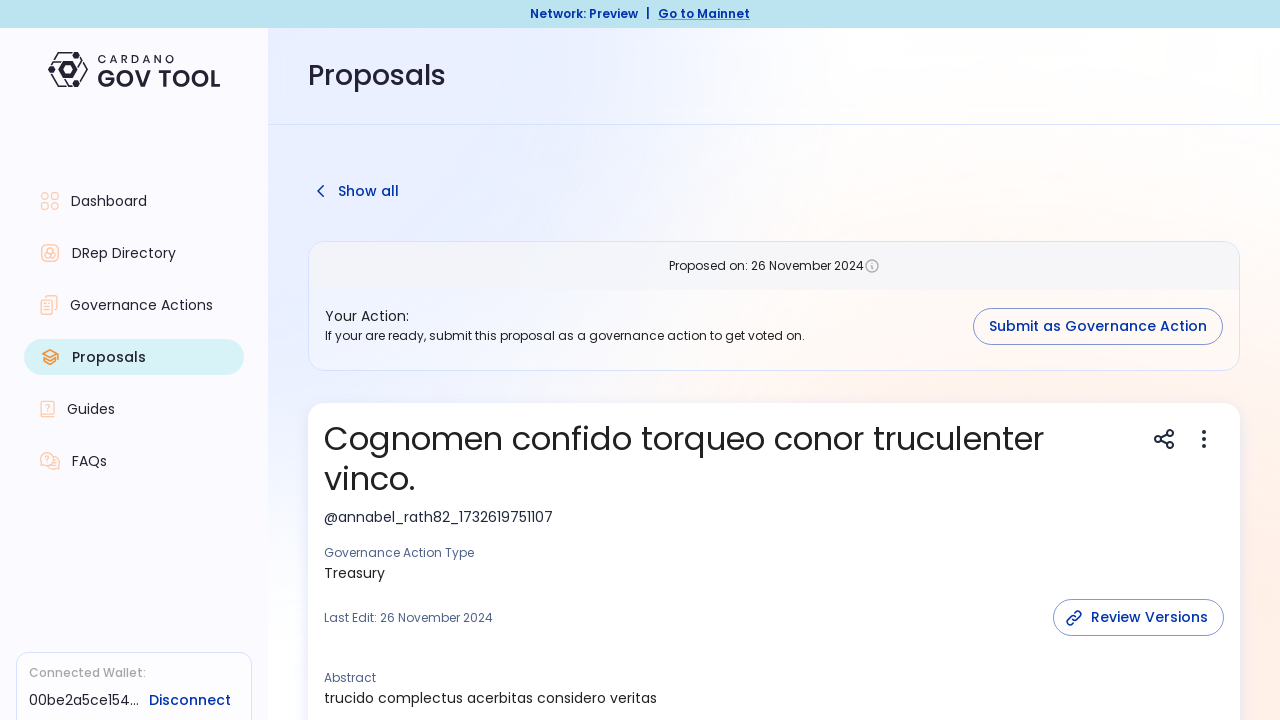 Network: Preview | Go to Mainnet
CARDANO
GOV TOOL
Proposals
Dashboard
DRep Directory
Governance Actions
Proposals
Guides
FAQs
Connected Wallet:
00be2a5ce154... Disconnect
Show all
Proposed on: 26 November 2024
Your Action:
If your are ready, submit this proposal as a governance action to get voted on.
Submit as Governance Action
Cognomen confido torqueo conor truculenter
vinco.
@annabel_rath82_1732619751107
Governance Action Type
Treasury
Last Edit: 26 November 2024
Review Versions
Abstract
trucido complectus acerbitas considero veritas